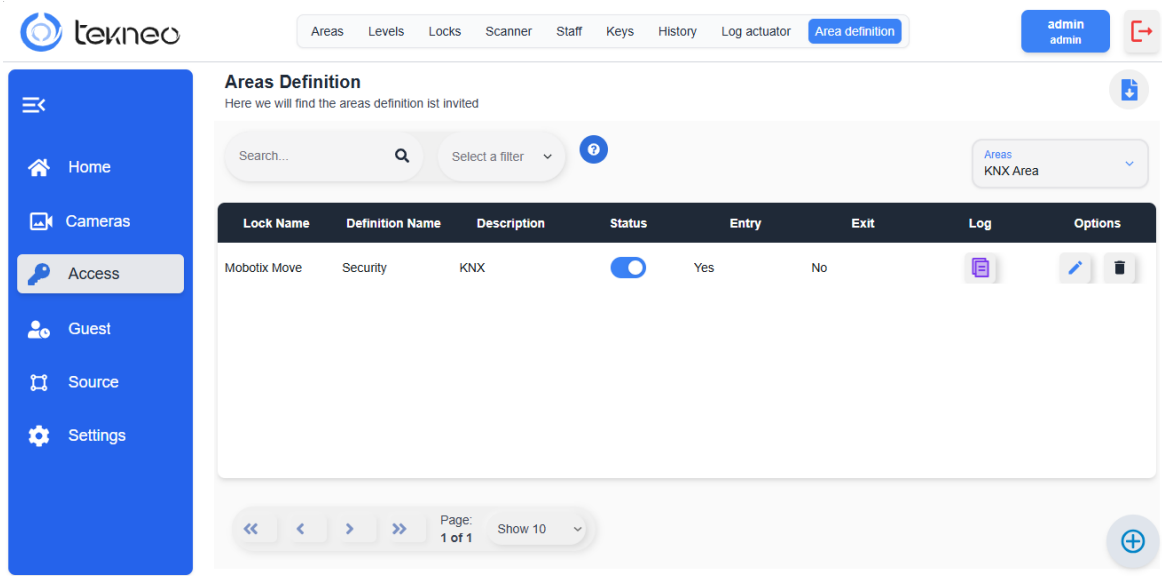 tekneo
Areas Levels Locks Scanner Staff Keys History Log actuator Area definition
admin
admin
Areas Definition
Here we will find the areas definition ist invited
Home
Cameras
Access
Guest
Source
Settings
Search...
Select a filter
?
Areas
KNX Area
Lock Name Definition Name Description Status Entry Exit Log Options
Mobotix Move Security KNX Yes No
Page:
1 of 1
Show 10